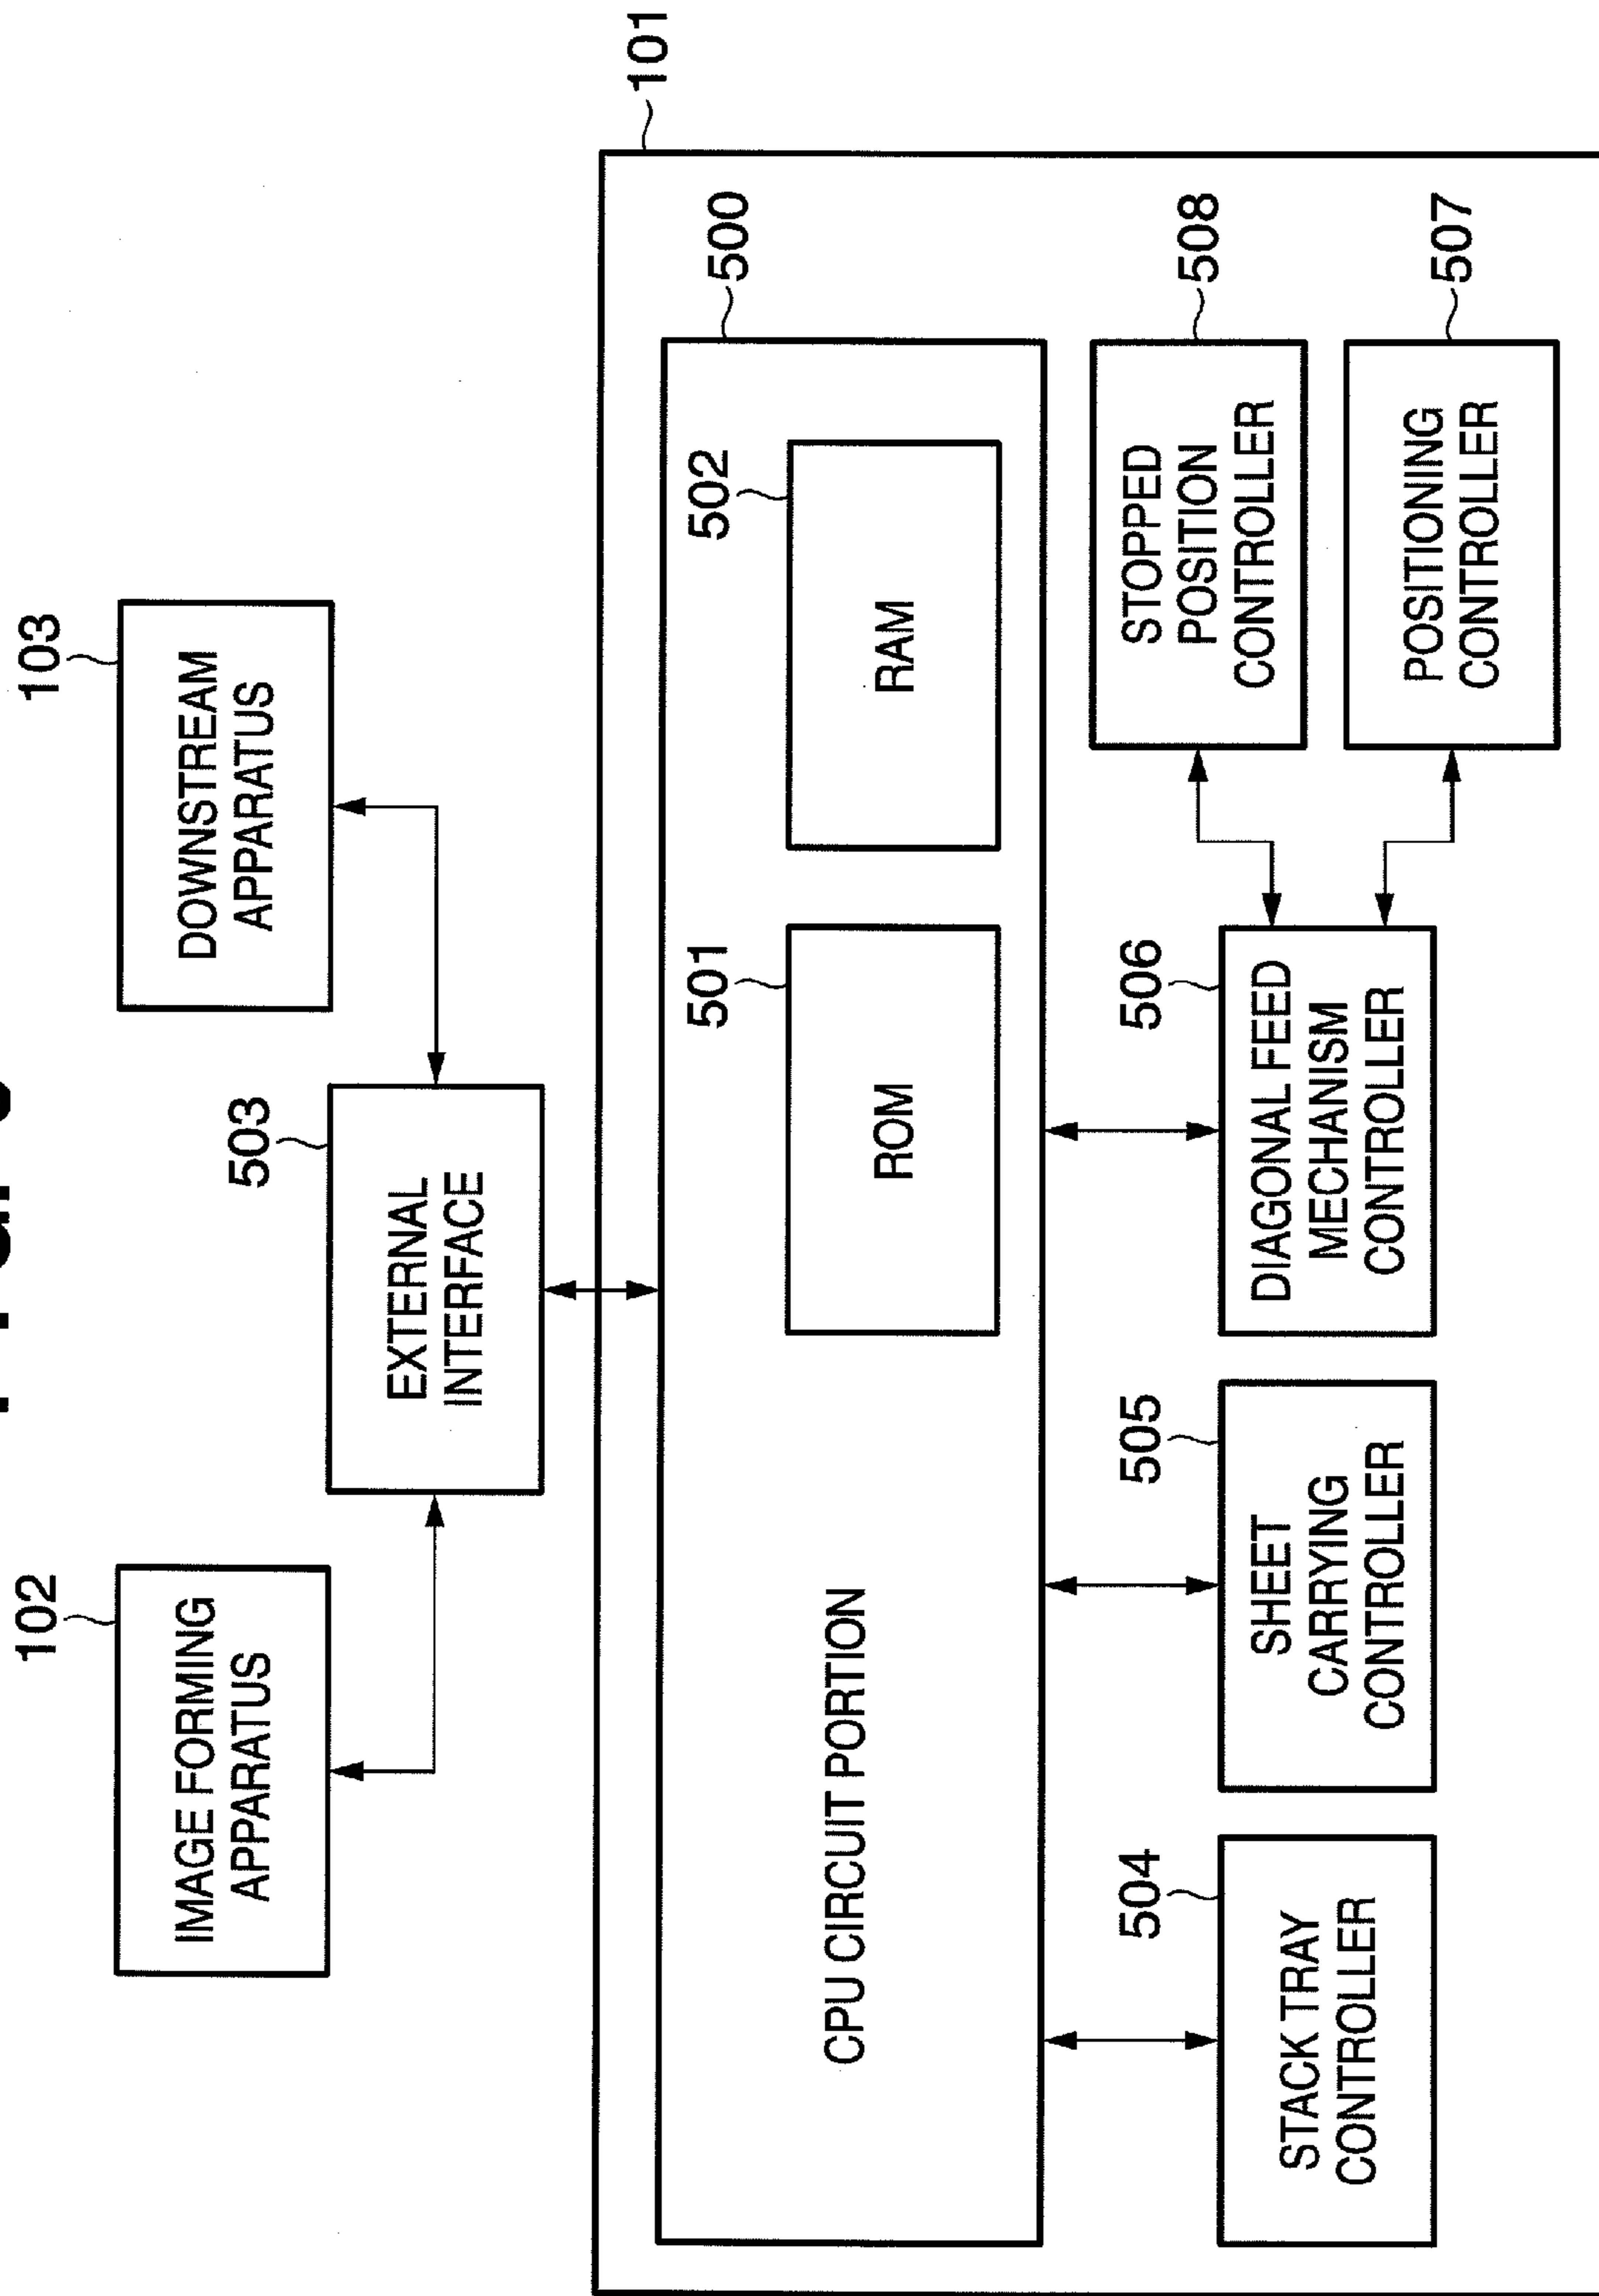 102
IMAGE FORMING
APPARATUS
103
DOWNSTREAM
APPARATUS
503
EXTERNAL
INTERFACE
101
500
CPU CIRCUIT PORTION
501
ROM
502
RAM
504
STACK TRAY
CONTROLLER
505
SHEET
CARRYING
CONTROLLER
506
DIAGONAL FEED
MECHANISM
CONTROLLER
508
STOPPED
POSITION
CONTROLLER
507
POSITIONING
CONTROLLER